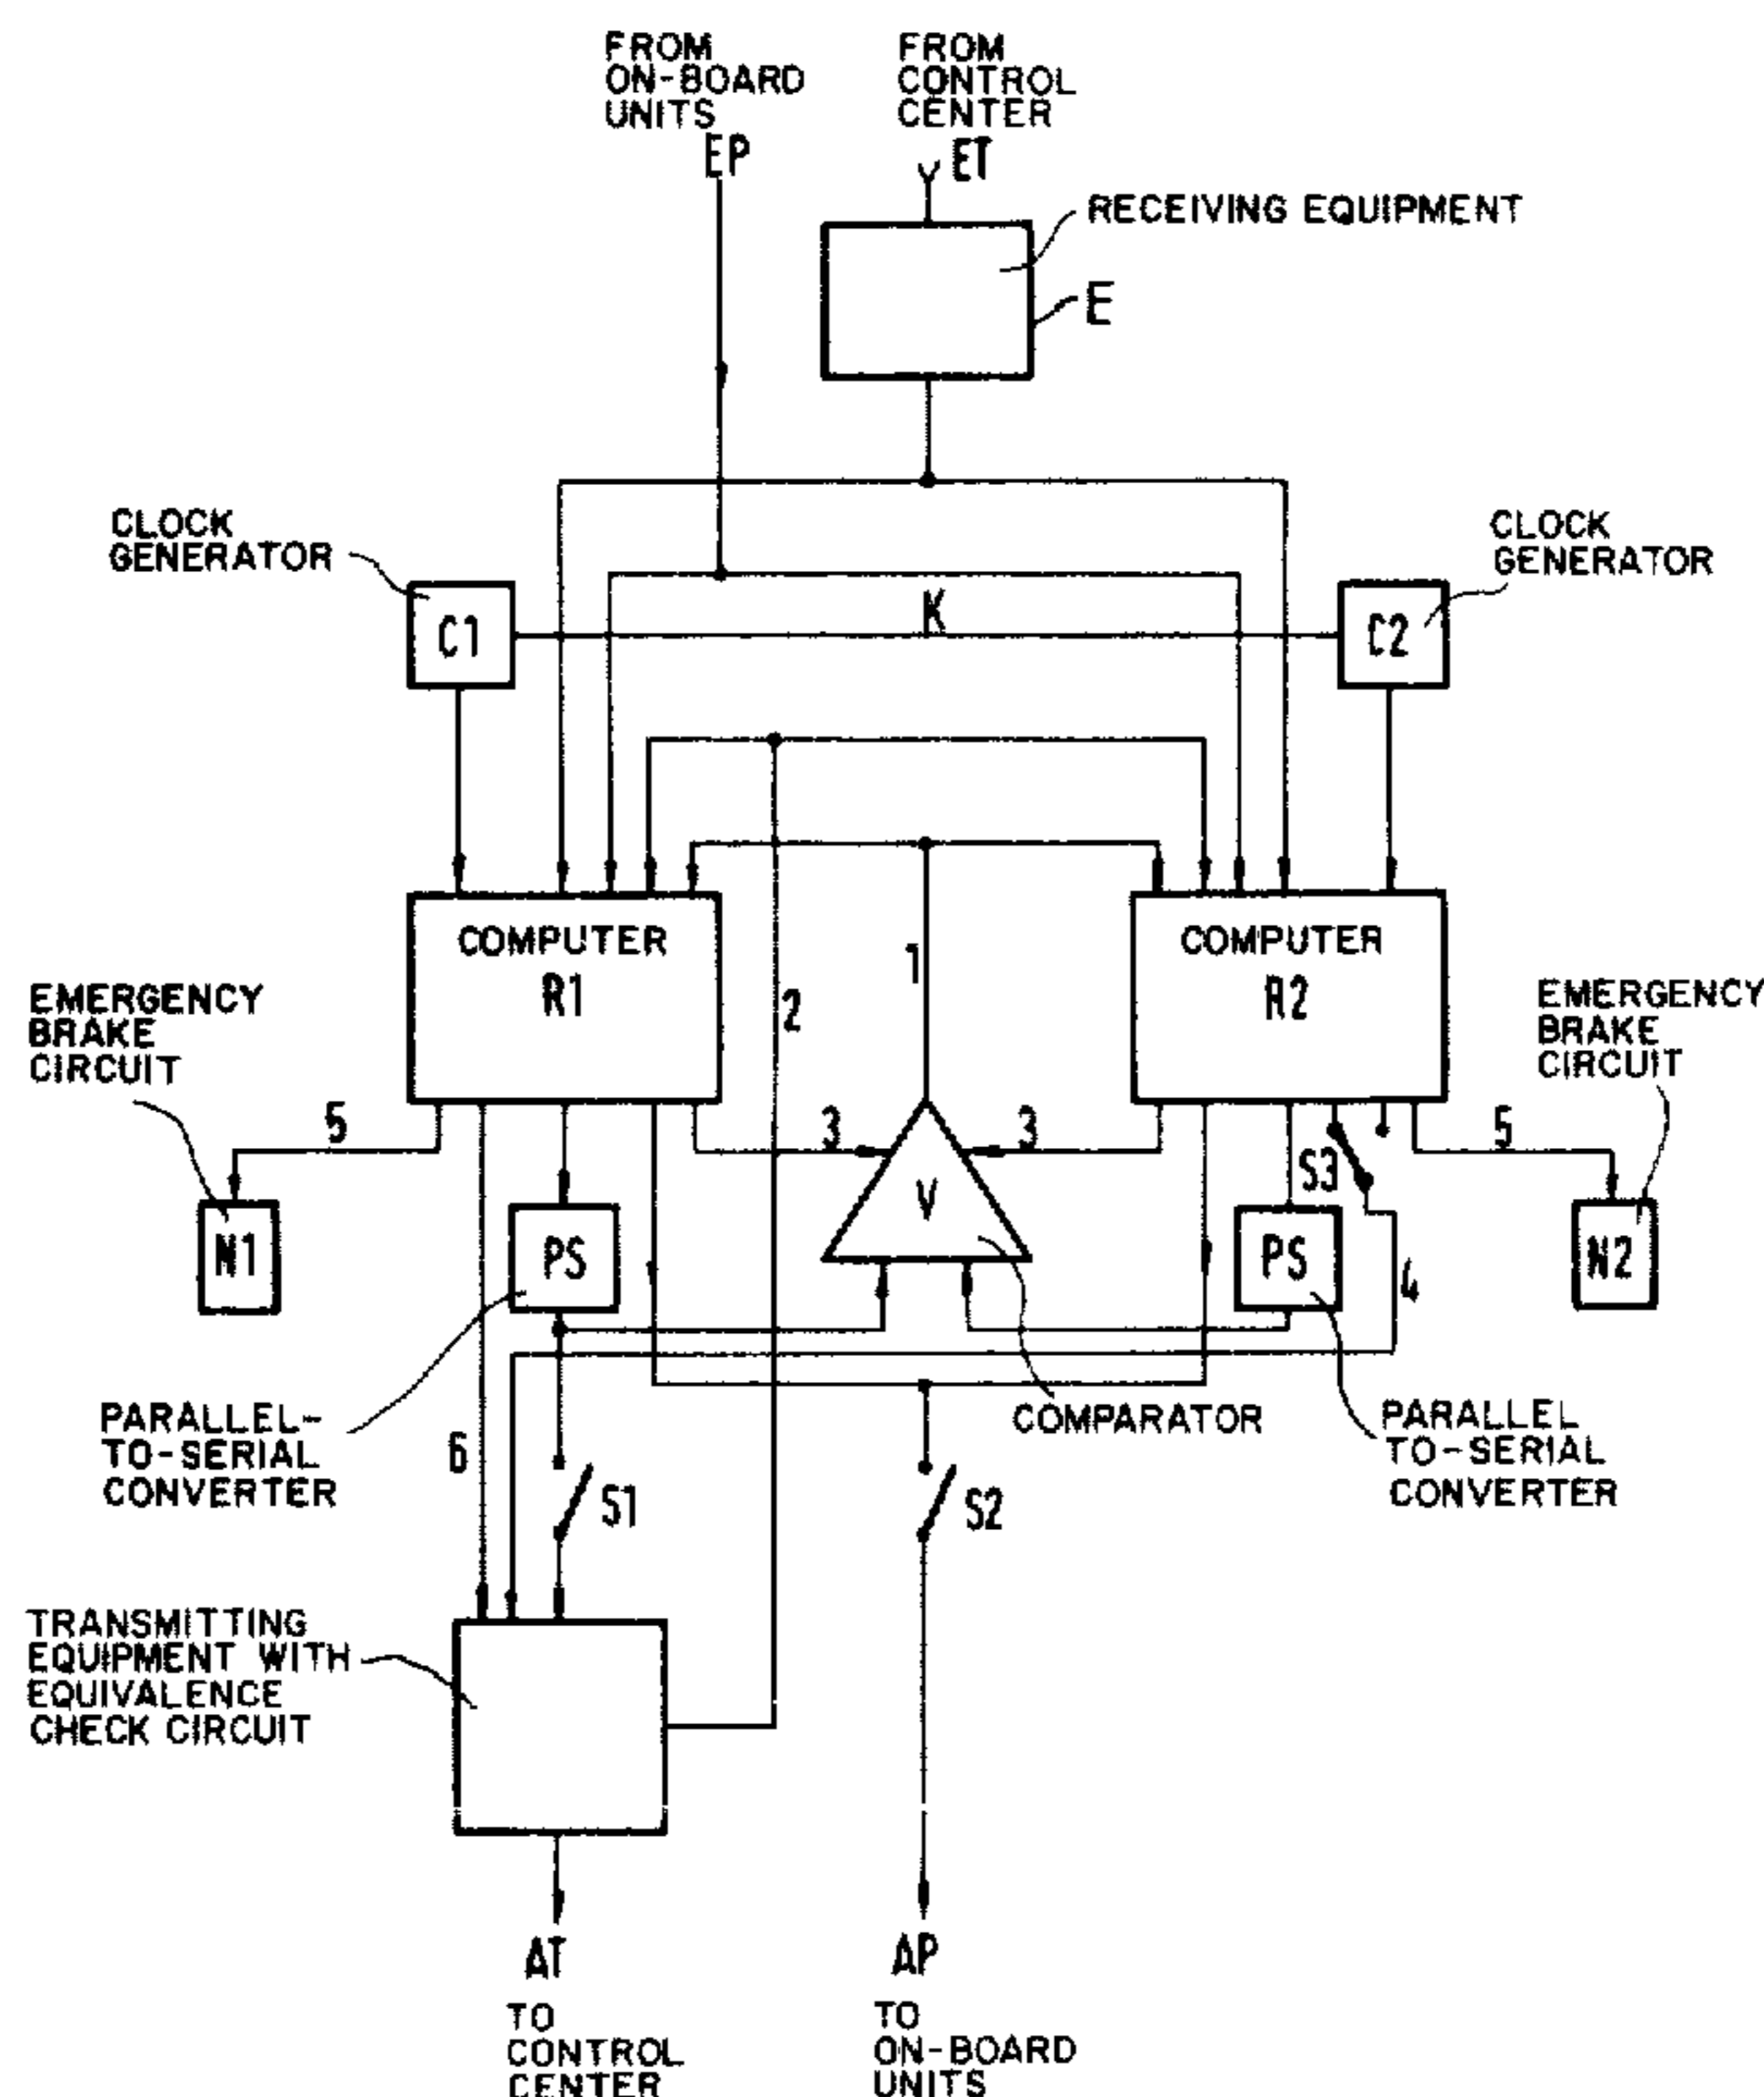 FROM
ON-BOARD
UNITS
EP
FROM
CONTROL
CENTER
ET
RECEIVING EQUIPMENT
E
CLOCK
GENERATOR
CLOCK
GENERATOR
C1
K
C2
COMPUTER
R1
COMPUTER
R2
1
2
EMERGENCY
BRAKE
CIRCUIT
EMERGENCY
BRAKE
CIRCUIT
5
3
3
S3
5
N1
PS
V
PS
4
N2
PARALLEL-
TO-SERIAL
CONVERTER
6
S1
COMPARATOR
S2
PARALLEL
TO-SERIAL
CONVERTER
TRANSMITTING
EQUIPMENT WITH
EQUIVALENCE
CHECK CIRCUIT
AT
TO
CONTROL
CENTER
AP
TO
ON-BOARD
UNITS